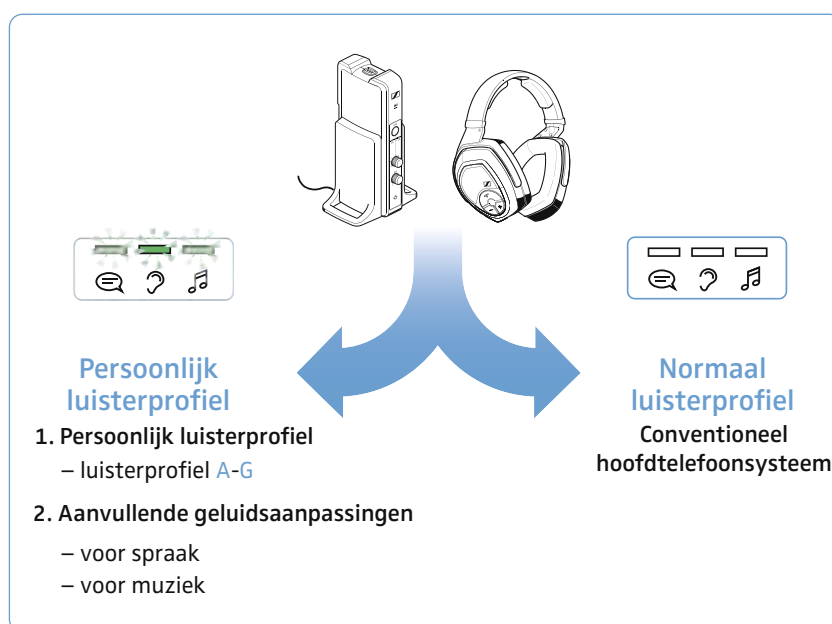 Persoonlijk
luisterprofiel
1. Persoonlijk luisterprofiel
– luisterprofiel A-G
2. Aanvullende geluidsaanpassingen
– voor spraak
– voor muziek
Normaal
luisterprofiel
Conventioneel
hoofdtelefoonsysteem